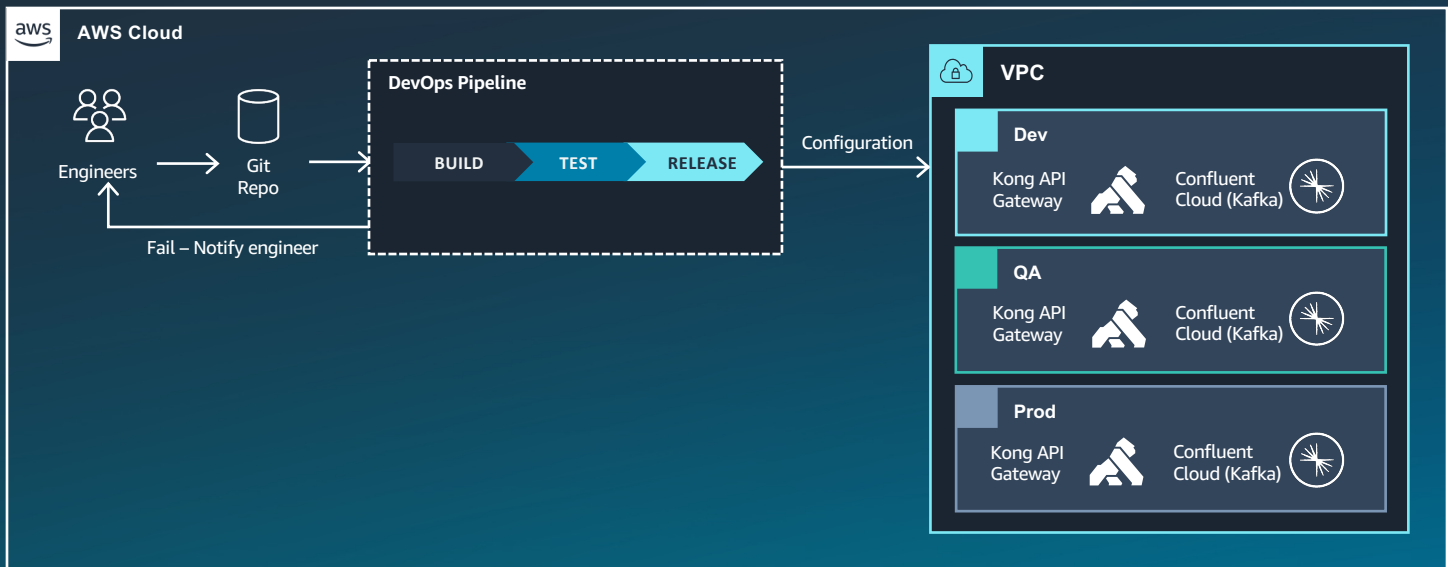 aws
AWS Cloud
Engineers
Git
Repo
Fail – Notify engineer
DevOps Pipeline
BUILD
TEST
RELEASE
Configuration
VPC
Dev
Kong API
Gateway
Confluent
Cloud (Kafka)
QA
Kong API
Gateway
Confluent
Cloud (Kafka)
Prod
Kong API
Gateway
Confluent
Cloud (Kafka)